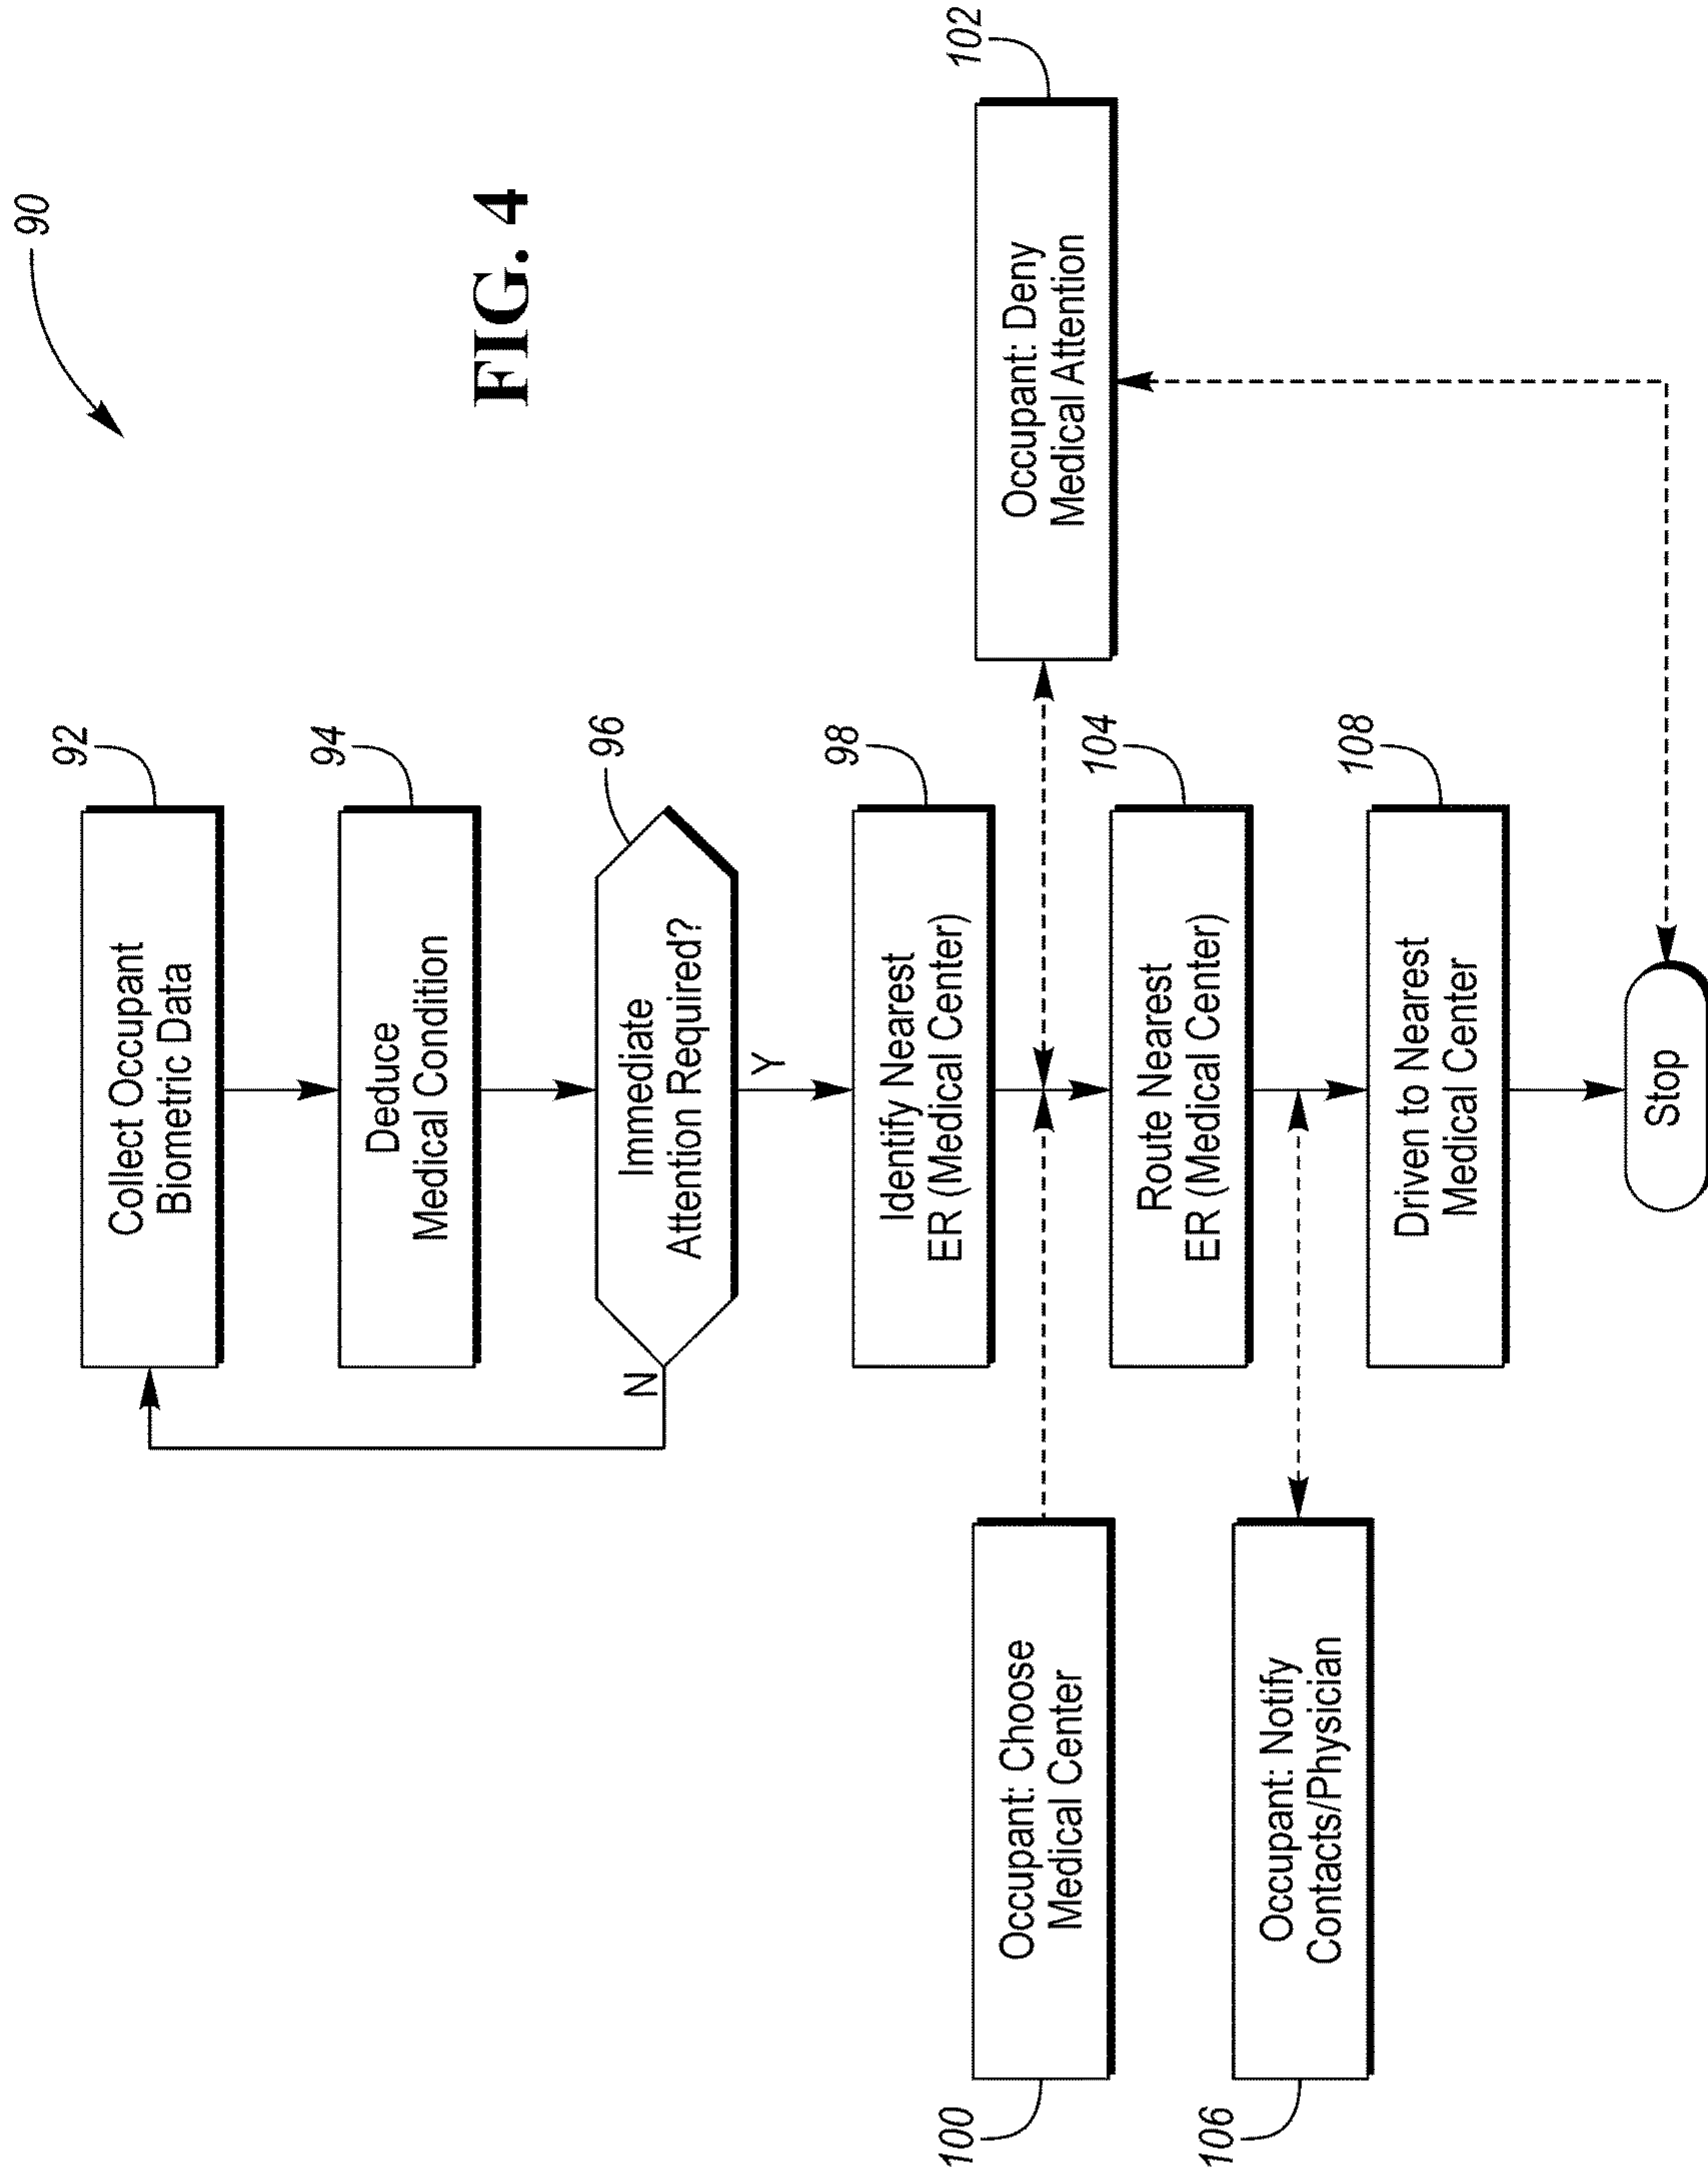 90
FIG. 4
92
Collect Occupant
Biometric Data
94
Deduce
Medical Condition
96
Immediate
Attention Required?
N
Y
98
Identify Nearest
ER (Medical Center)
100
Occupant: Choose
Medical Center
102
Occupant: Deny
Medical Attention
104
Route Nearest
ER (Medical Center)
106
Occupant: Notify
Contacts/Physician
108
Driven to Nearest
Medical Center
Stop